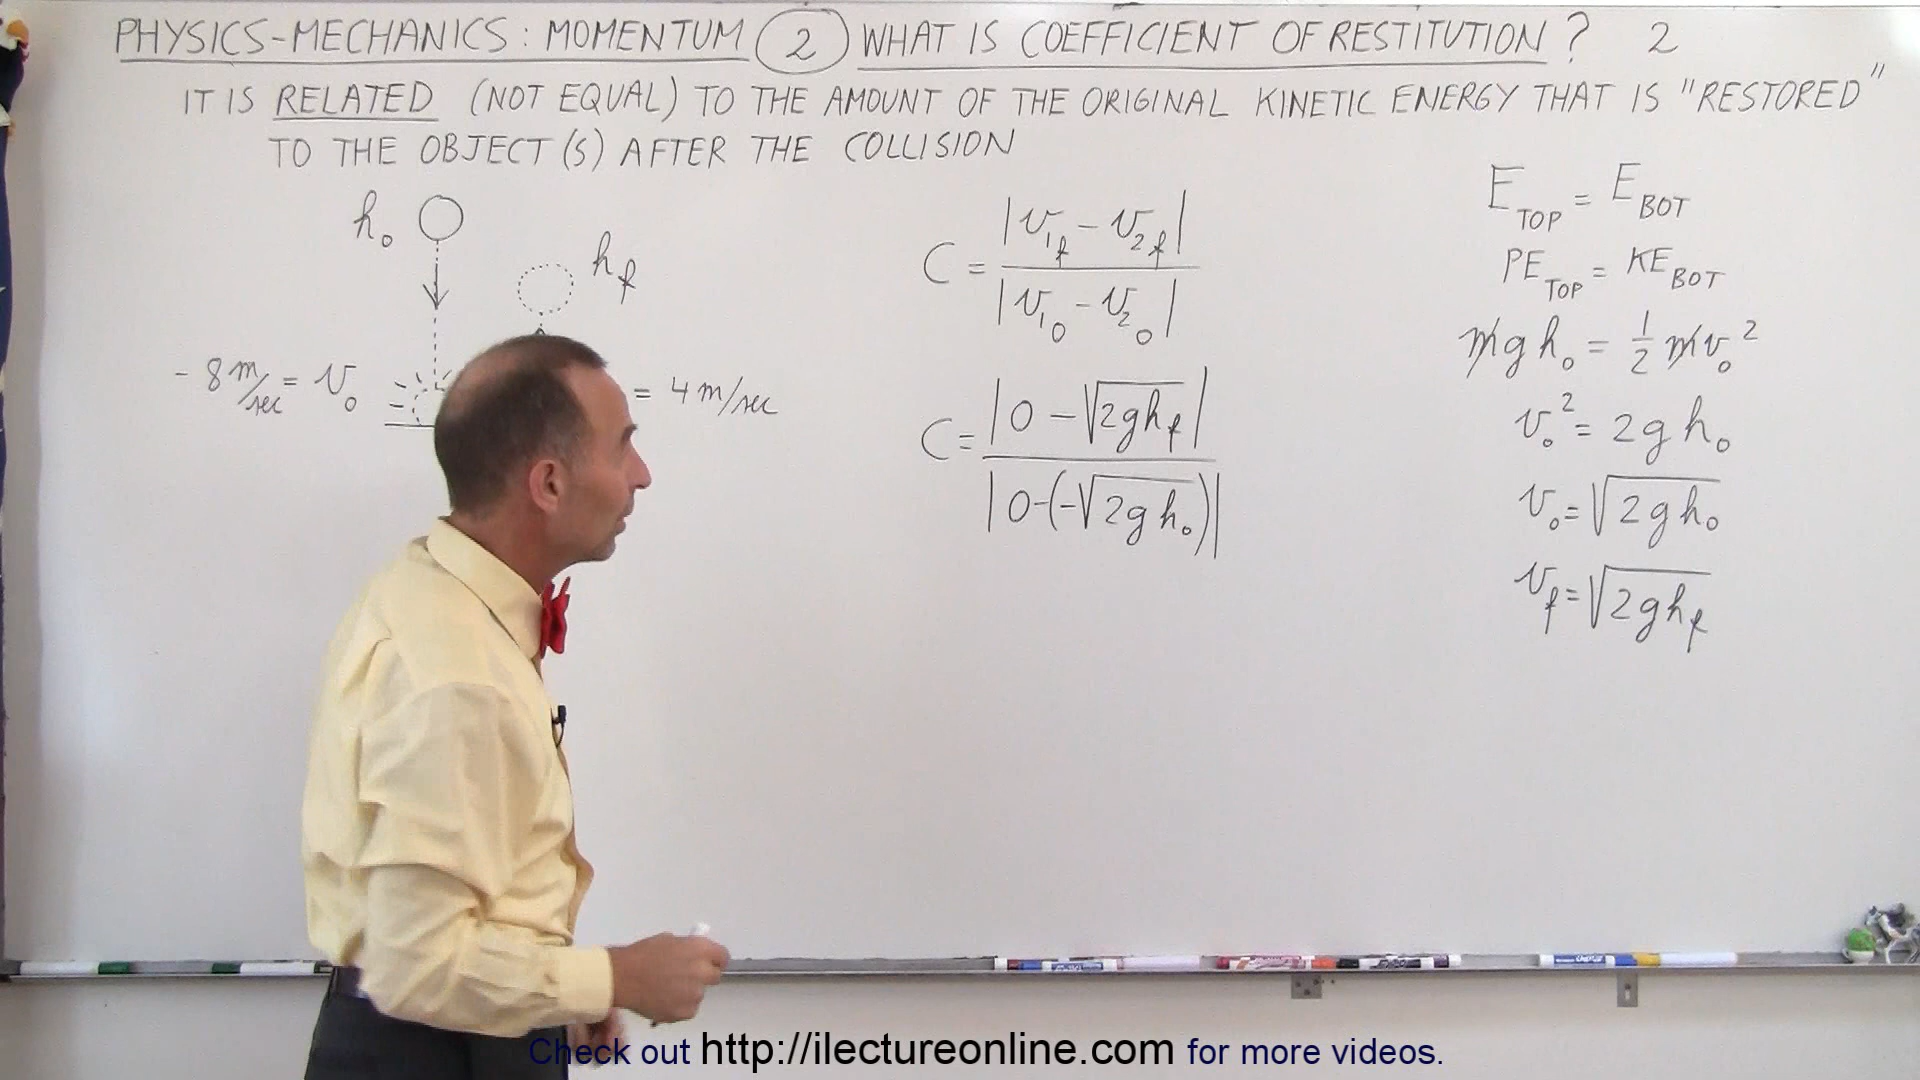 PHYSICS-MECHANICS: MOMENTUM 2 WHAT IS COEFFICIENT OF RESTITUTION? 2
IT IS RELATED (NOT EQUAL) TO THE AMOUNT OF THE ORIGINAL KINETIC ENERGY THAT IS "RESTORED"
TO THE OBJECT(S) AFTER THE COLLISION
h₀
h_f
-8 m/sec = v₀
= 4 m/sec
C = |v₁f - v₂f| / |v₁₀ - v₂₀|
C = |0 - √2gh_f| / |0-(-√2gh₀)|
E_TOP = E_BOT
PE_TOP = KE_BOT
mgh₀ = 1/2 mv₀²
v₀² = 2gh₀
v₀ = √2gh₀
v_f = √2gh_f
Check out http://ilectureonline.com for more videos.